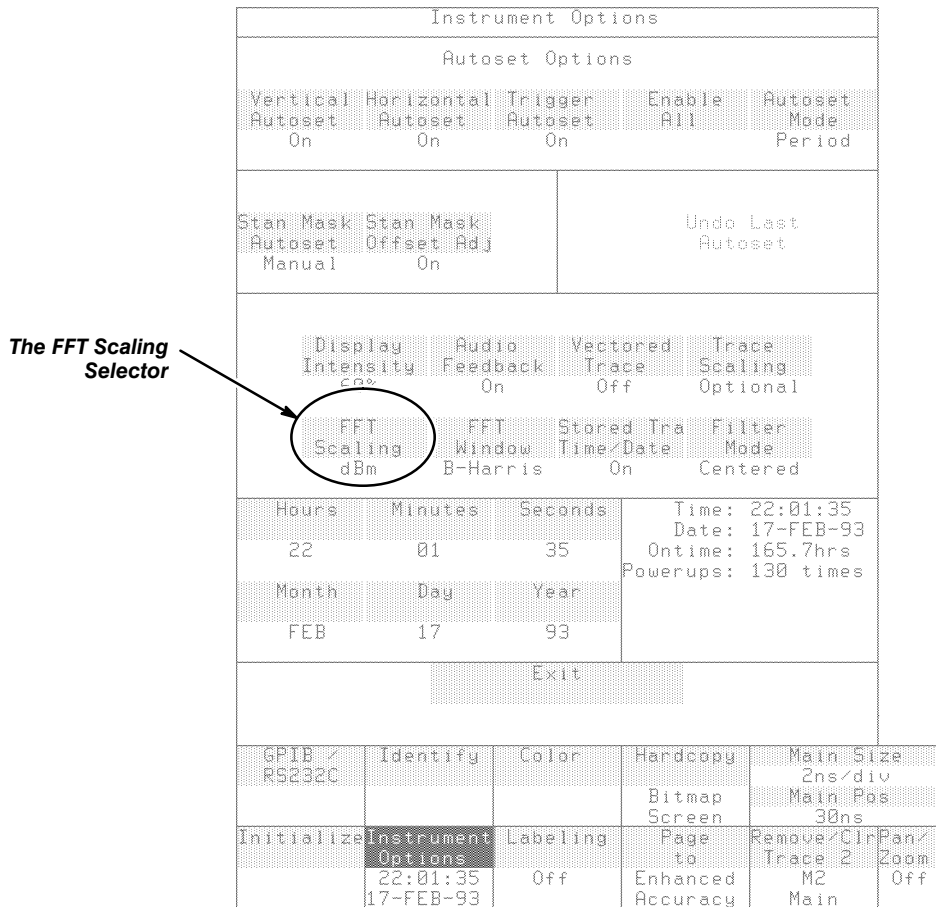 Instrument Options
Autoset Options
Vertical Horizontal Trigger Enable Autoset
Autoset Autoset Autoset All Mode
On On On Period
Stan Mask Stan Mask Undo Last
Autoset Offset Adj Autoset
Manual On
The FFT Scaling
Selector
Display Audio Vectored Trace
Intensity Feedback Trace Scaling
On Off Optional
FFT FFT Stored Tra Filter
Scaling Window Time/Date Mode
dBm B-Harris On Centered
Hours Minutes Seconds Time: 22:01:35
Date: 17-FEB-93
22 01 35 Ontime: 165.7hrs
Powerups: 130 times
Month Day Year
FEB 17 93
Exit
GPIB / Identify Color Hardcopy Main Size
RS232C 2ns/div
Bitmap Main Pos
Screen 30ns
Initialize Instrument Labeling Page Remove/Clr Pan/
Options to Trace 2 Zoom
22:01:35 Off Enhanced M2 Off
17-FEB-93 Accuracy Main